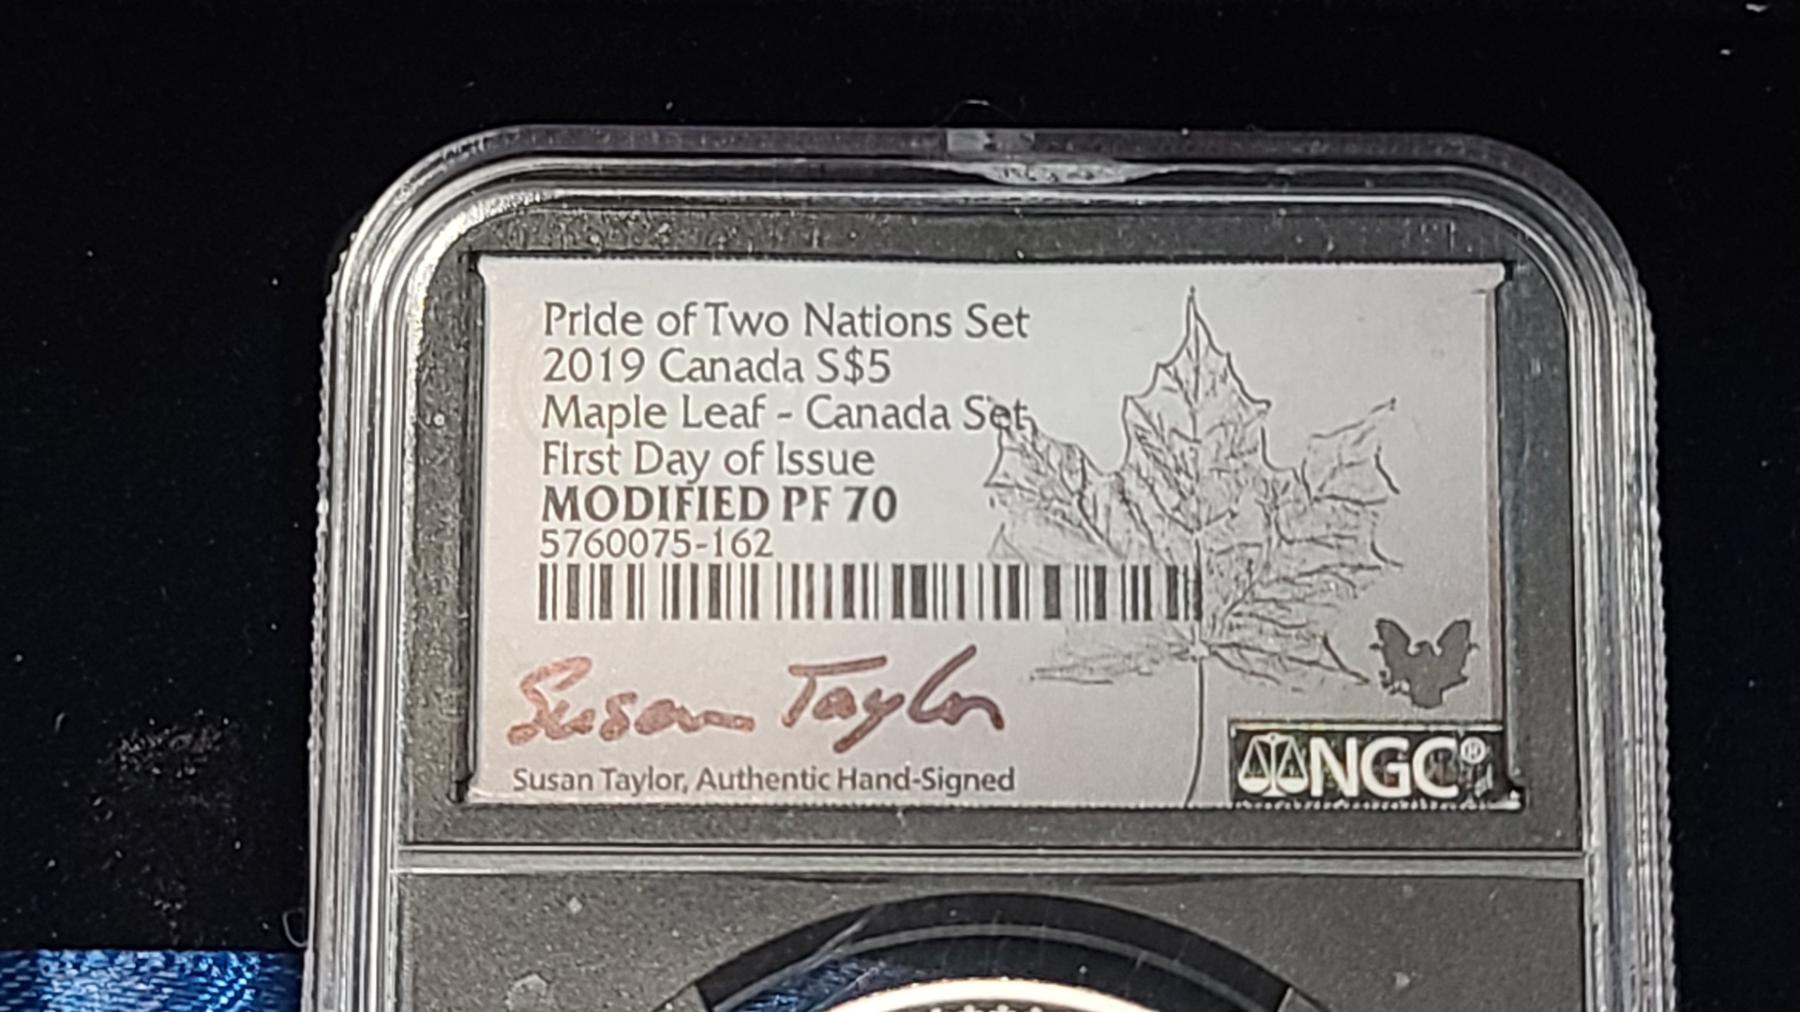 Pride of Two Nations Set
2019 Canada S$5
Maple Leaf - Canada Set
First Day of Issue
MODIFIED PF 70
5760075-162
Susan Taylor
Susan Taylor, Authentic Hand-Signed
NGC®